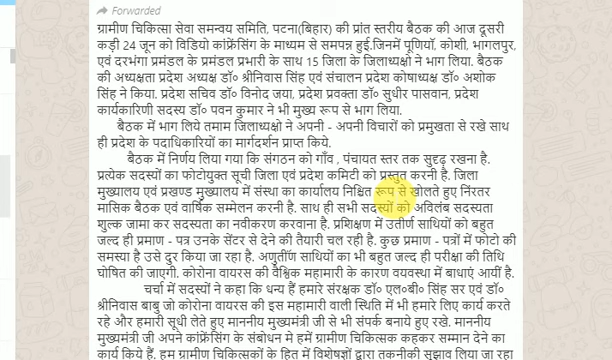 Forwarded
ग्रामीण चिकित्सा सेवा समन्वय समिति, पटना(बिहार) की प्रांत स्तरीय बैठक की आज दूसरी
कड़ी 24 जून को विडियो कांफ्रेंसिंग के माध्यम से समपन्न हुई.जिनमें पूणियाँ, कोशी, भागलपुर,
एवं दरभंगा प्रमंडल के प्रमंडल प्रभारी के साथ 15 जिला के जिलाध्यक्षो ने भाग लिया. बैठक
की अध्यक्षता प्रदेश अध्यक्ष डॉ० श्रीनिवास सिंह एवं संचालन प्रदेश कोषाध्यक्ष डॉ० अशोक
सिंह ने किया. प्रदेश सचिव डॉ० विनोद जया, प्रदेश प्रवक्ता डॉ० सुधीर पासवान, प्रदेश
कार्यकारिणी सदस्य डॉ० पवन कुमार ने भी मुख्य रूप से भाग लिया.
बैठक में भाग लिये तमाम जिलाध्यक्षो ने अपनी - अपनी विचारों को प्रमुखता से रखे साथ
ही प्रदेश के पदाधिकारियों का मार्गदर्शन प्राप्त किये.
बैठक में निर्णय लिया गया कि संगठन को गाँव , पंचायत स्तर तक सुदृढ़ रखना है.
प्रत्येक सदस्यों का फोटोयुक्त सूची जिला एवं प्रदेश कमिटी को प्रस्तुत करनी है. जिला
मुख्यालय एवं प्रखण्ड मुख्यालय में संस्था का कार्यालय निश्चित रूप से खोलते हुए निंरतर
मासिक बैठक एवं वार्षिक सम्मेलन करनी है. साथ ही सभी सदस्यों को अविलंब सदस्यता
शुल्क जामा कर सदस्यता का नवीकरण करवाना है. प्रशिक्षण में उतीर्ण साथियों को बहुत
जल्द ही प्रमाण - पत्र उनके सेंटर से देने की तैयारी चल रही है. कुछ प्रमाण - पत्रों में फोटो की
समस्या है उसे दुर किया जा रहा है. अणुतीॅण साथियों का भी बहुत जल्द ही परीक्षा की तिथि
घोषित की जाएगी. कोरोना वायरस की वैश्विक महामारी के कारण वयवस्था में बाधाएं आयीं है.
चर्चा में सदस्यों ने कहा कि धन्य हैं हमारे संरक्षक डॉ० एल०बी० सिंह सर एवं डॉ०
श्रीनिवास बाबु जो कोरोना वायरस की इस महामारी वाली स्थिति में भी हमारे लिए कार्य करते
रहे और हमारी सूधी लेते हुए माननीय मुख्यमंत्री जी से भी संपर्क बनाये हुए रखे. माननीय
मुख्यमंत्री जी अपने कांफ्रेंसिंग के संबोधन मे हमें ग्रामीण चिकित्सक कहकर सम्मान देने का
कार्य किये हैं. हम ग्रामीण चिकित्सकों के हित में विशेषज्ञों द्वारा तकनीकी सुझाव लिया जा रहा